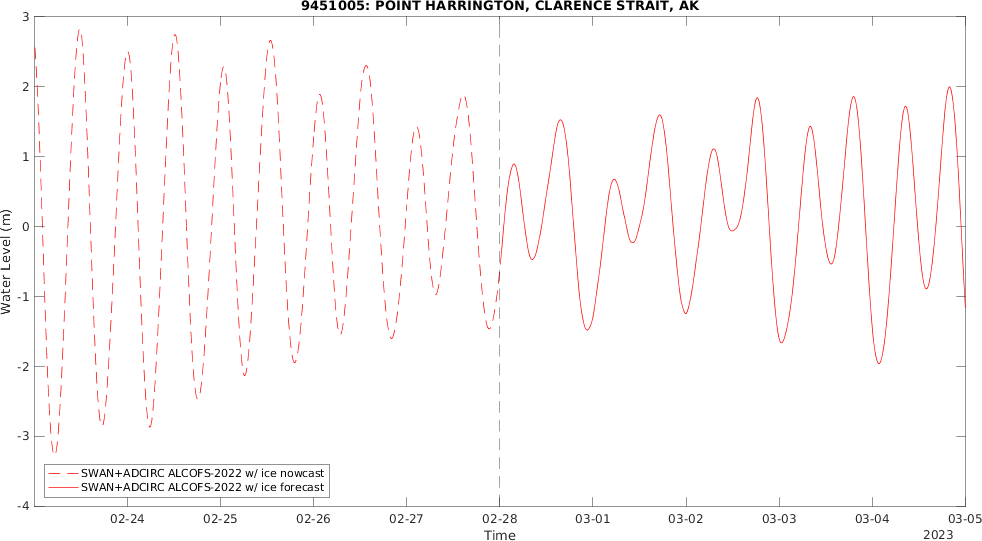 9451005: POINT HARRINGTON, CLARENCE STRAIT, AK
3
2
1
0
-1
-2
-3
-4
Water Level (m)
SWAN+ADCIRC ALCOFS-2022 w/ ice nowcast
SWAN+ADCIRC ALCOFS-2022 w/ ice forecast
02-24 02-25 02-26 02-27 02-28 03-01 03-02 03-03 03-04 03-05
Time
2023